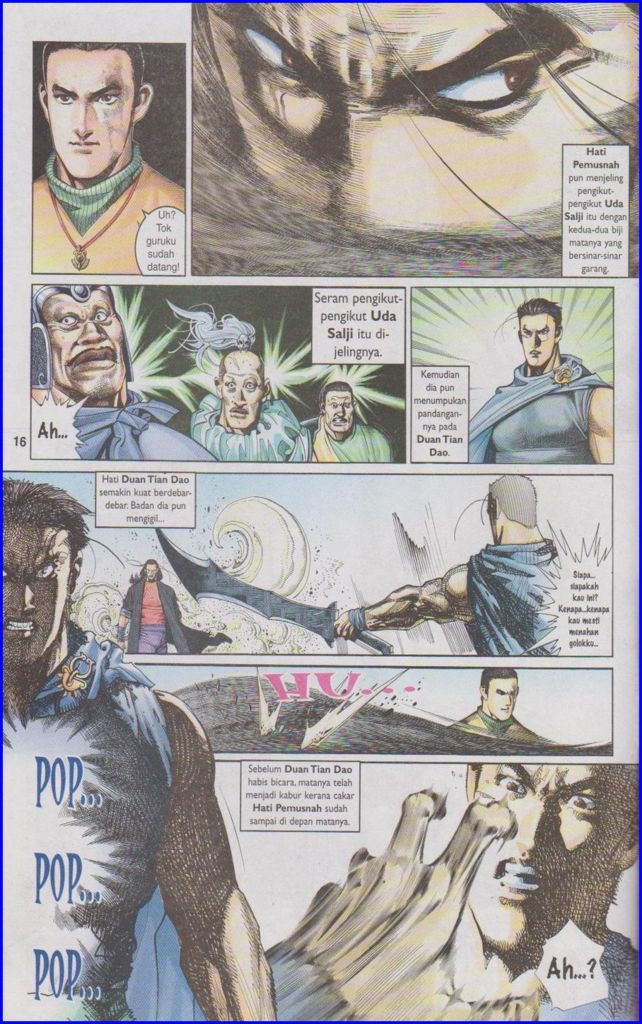 Uh?
Tok
guruku
sudah
datang!
Hati
Pemusnah
pun menjeling
pengikut-
pengikut Uda
Salji itu dengan
kedua-dua biji
matanya yang
bersinar-sinar
garang.
Seram pengikut-
pengikut Uda
Salji itu di-
jelingnya.
Ah...
Kemudian
dia pun
menumpukan
pandangan-
nya pada
Duan Tian
Dao.
16
Hati Duan Tian Dao
semakin kuat berdebar-
debar. Badan dia pun
mengigil...
Siapa...
siapakah
kau ini?
Kenapa...kenapa
kau mesti
menahan
golokku..
HU...
POP...
POP...
POP...
Sebelum Duan Tian Dao
habis bicara, matanya telah
menjadi kabur kerana cakar
Hati Pemusnah sudah
sampai di depan matanya.
Ah...?